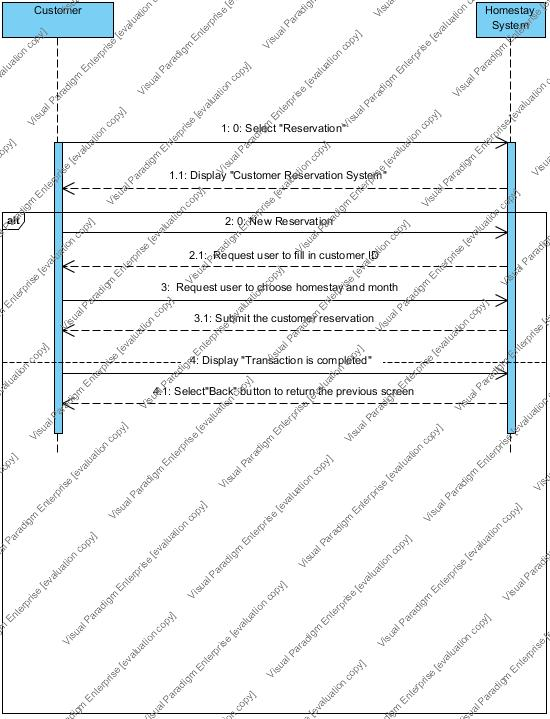 Customer
Homestay
System
1: 0: Select "Reservation"
1.1: Display "Customer Reservation System"
alt
2: 0: New Reservation
2.1: Request user to fill in customer ID
3: Request user to choose homestay and month
3.1: Submit the customer reservation
4: Display "Transaction is completed"
4.1: Select"Back" button to return the previous screen
Visual Paradigm Enterprise [evaluation copy]